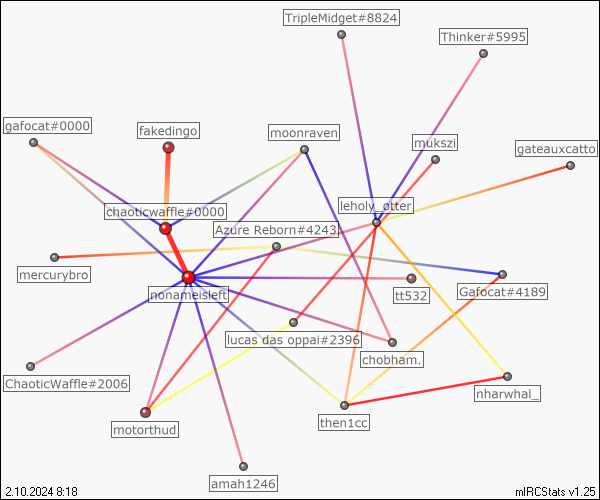 TripleMidget#8824
Thinker#5995
gafocat#0000
fakedingo
moonraven
mukszi
gateauxcatto
chaoticwaffle#0000
leholy_otter
Azure Reborn#4243
mercurybro
nonameisleft
tt532
Gafocat#4189
lucas das oppai#2396
chobham.
ChaoticWaffle#2006
nharwhal_
motorthud
then1cc
amah1246
2.10.2024 8:18
mIRCStats v1.25